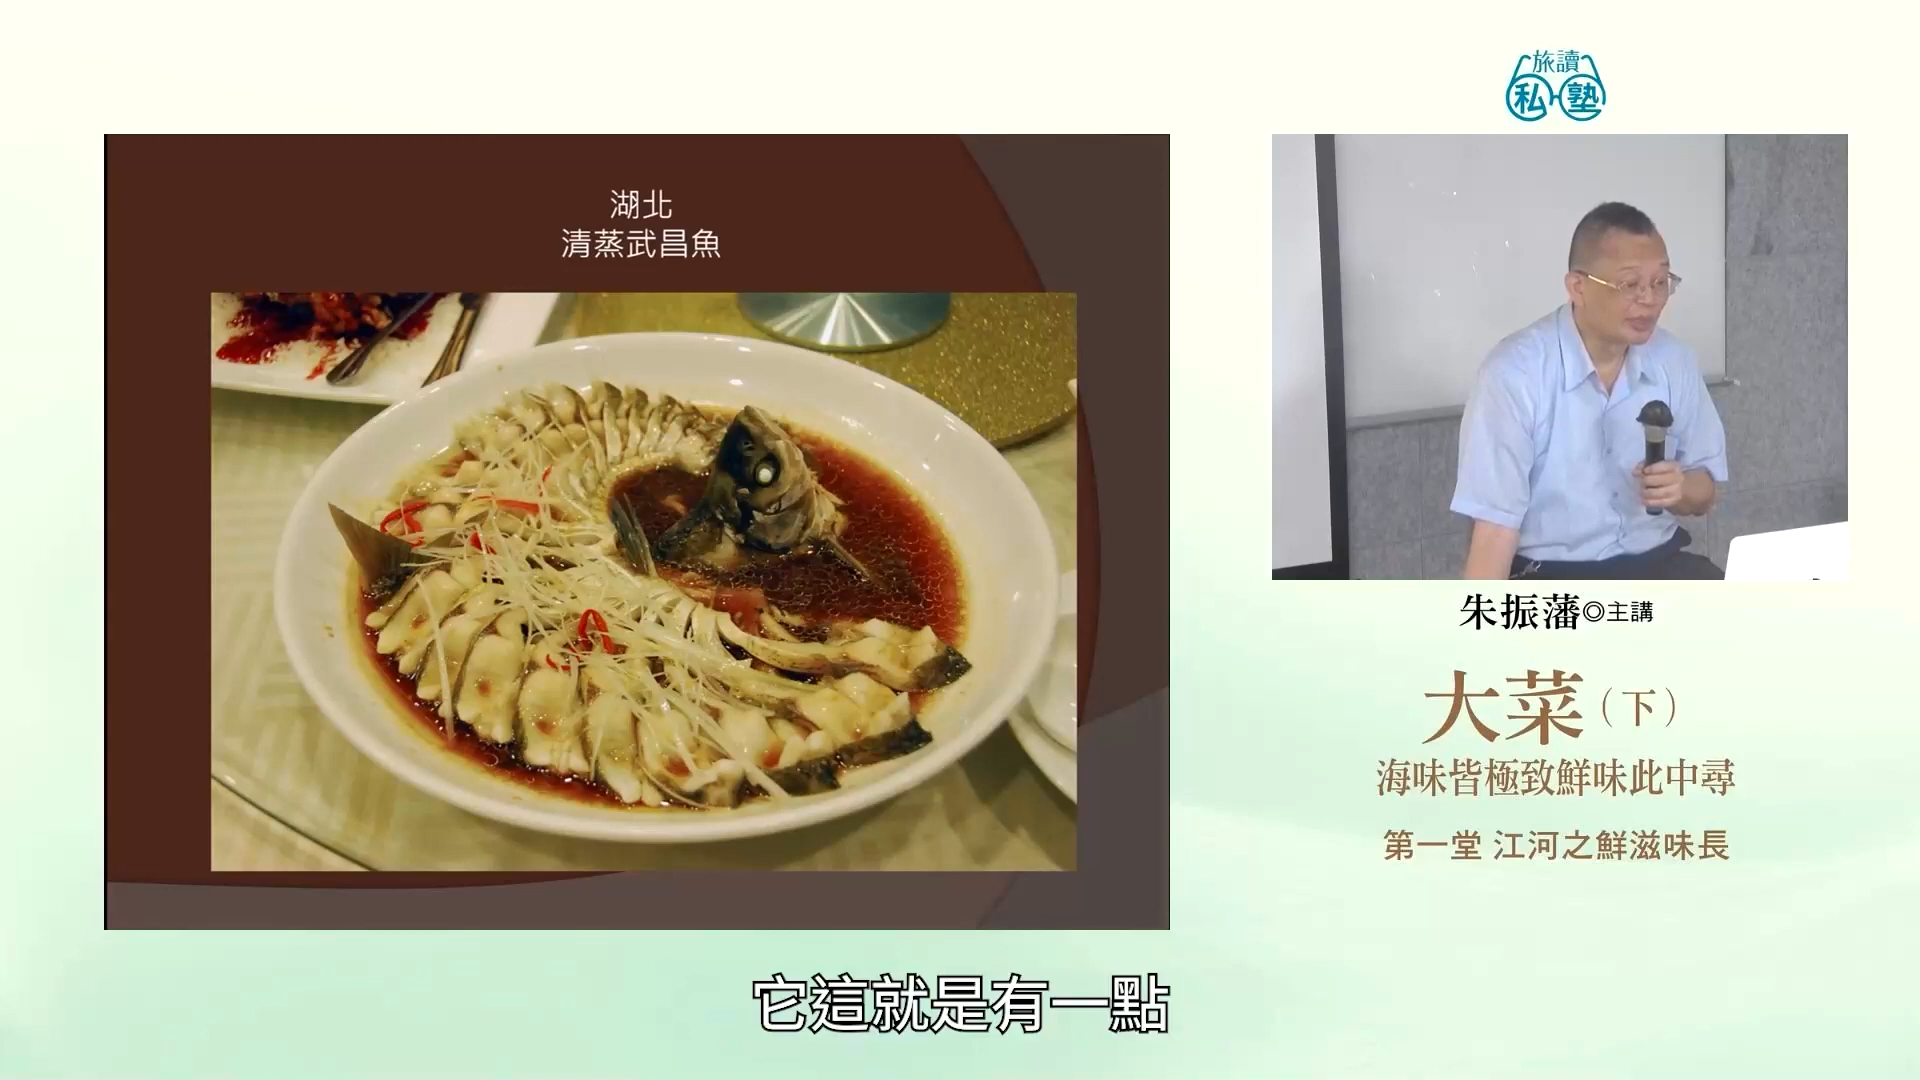 旅讀
私塾
湖北
清蒸武昌魚
朱振藩◎主講
大菜（下）
海味皆極致鮮味此中尋
第一堂 江河之鮮滋味長
它這就是有一點